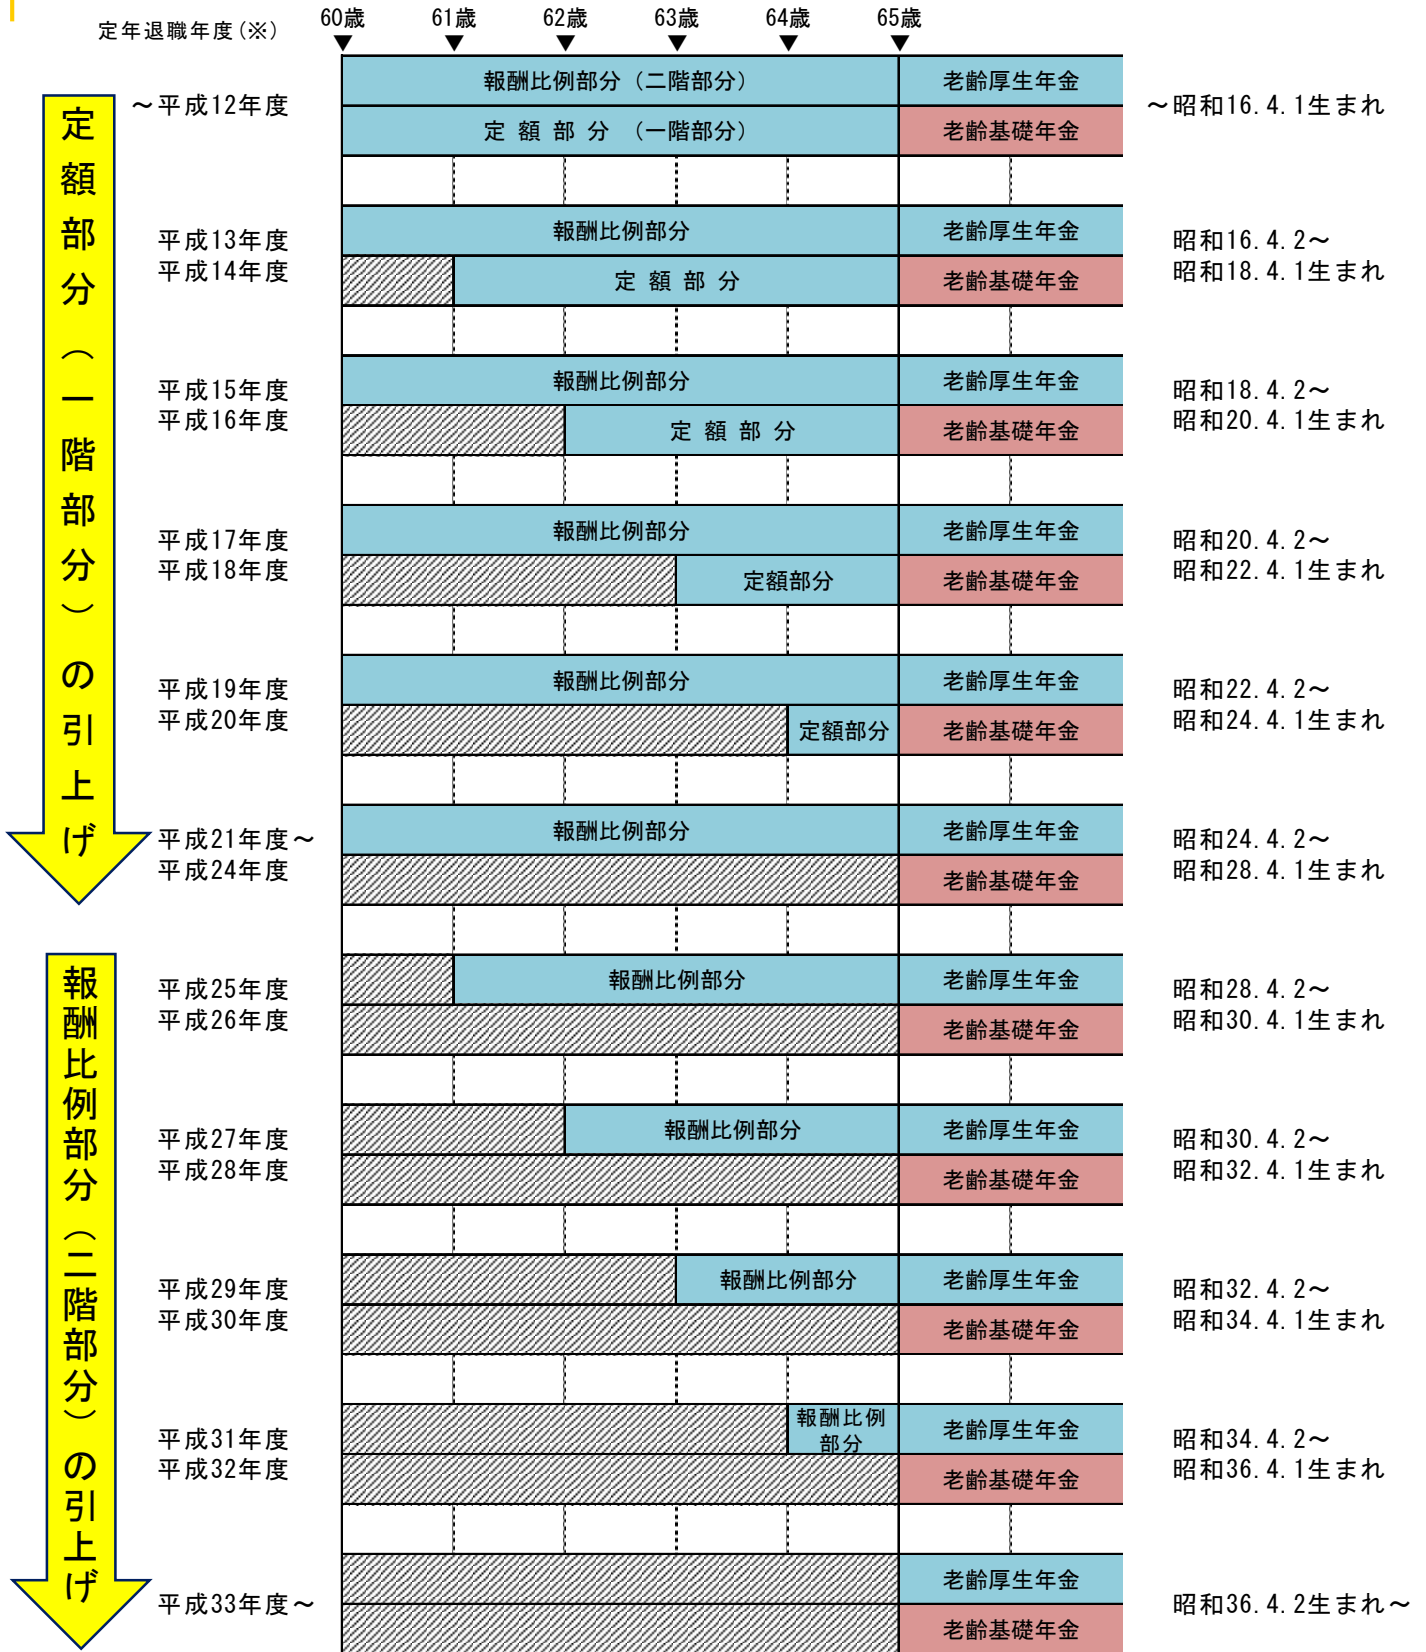 定年退職年度(※)
60歳 61歳 62歳 63歳 64歳 65歳
定額部分（一階部分）の引上げ
～平成12年度
報酬比例部分（二階部分）
老齢厚生年金
定額部分（一階部分）
老齢基礎年金
～昭和16.4.1生まれ
平成13年度
平成14年度
報酬比例部分
老齢厚生年金
定額部分
老齢基礎年金
昭和16.4.2～
昭和18.4.1生まれ
平成15年度
平成16年度
報酬比例部分
老齢厚生年金
定額部分
老齢基礎年金
昭和18.4.2～
昭和20.4.1生まれ
平成17年度
平成18年度
報酬比例部分
老齢厚生年金
定額部分
老齢基礎年金
昭和20.4.2～
昭和22.4.1生まれ
平成19年度
平成20年度
報酬比例部分
老齢厚生年金
定額部分
老齢基礎年金
昭和22.4.2～
昭和24.4.1生まれ
平成21年度～
平成24年度
報酬比例部分
老齢厚生年金
老齢基礎年金
昭和24.4.2～
昭和28.4.1生まれ
報酬比例部分（二階部分）の引上げ
平成25年度
平成26年度
報酬比例部分
老齢厚生年金
老齢基礎年金
昭和28.4.2～
昭和30.4.1生まれ
平成27年度
平成28年度
報酬比例部分
老齢厚生年金
老齢基礎年金
昭和30.4.2～
昭和32.4.1生まれ
平成29年度
平成30年度
報酬比例部分
老齢厚生年金
老齢基礎年金
昭和32.4.2～
昭和34.4.1生まれ
平成31年度
平成32年度
報酬比例
部分
老齢厚生年金
老齢基礎年金
昭和34.4.2～
昭和36.4.1生まれ
平成33年度～
老齢厚生年金
老齢基礎年金
昭和36.4.2生まれ～